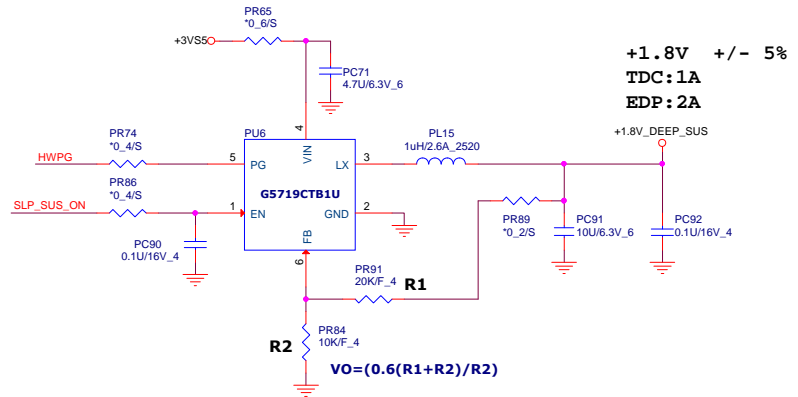 PR65
*0_6/S
+3VS5
PC71
4.7U/6.3V_6
+1.8V +/- 5%
TDC:1A
EDP:2A
+1.8V_DEEP_SUS
PR74
*0_4/S
HWPG
PU6
4
VIN
5
PG
LX
3
PL15
1uH/2.6A_2520
PR86
*0_4/S
SLP_SUS_ON
1
EN
G5719CTB1U
GND
2
FB
6
PR89
*0_2/S
PC91
10U/6.3V_6
PC92
0.1U/16V_4
PC90
0.1U/16V_4
PR91
20K/F_4
R1
PR84
10K/F_4
R2
VO=(0.6(R1+R2)/R2)